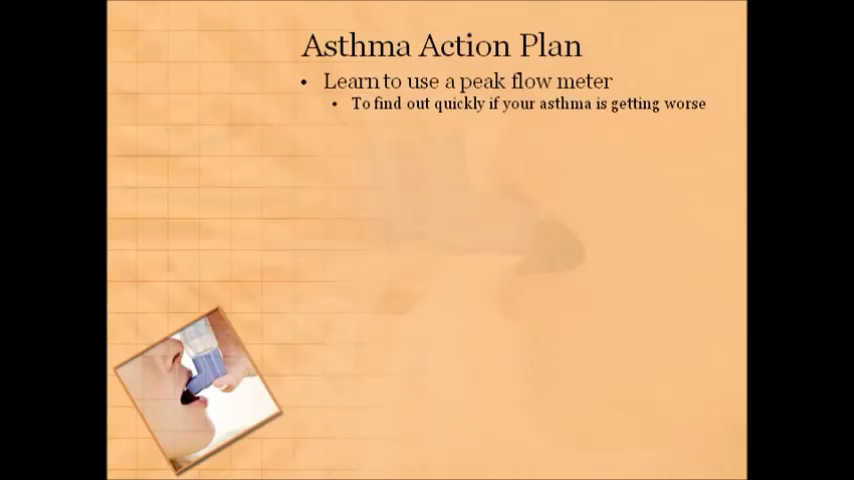 Asthma Action Plan
• Learn to use a peak flow meter
• To find out quickly if your asthma is getting worse